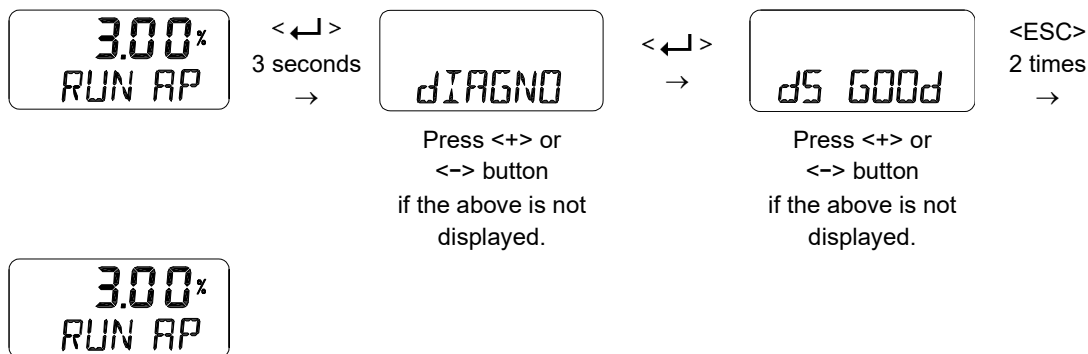 3.00%
RUN AP
< ↵ >
3 seconds
→
dIAGNO
Press <+> or
<−> button
if the above is not
displayed.
< ↵ >
→
dS GOOd
Press <+> or
<−> button
if the above is not
displayed.
<ESC>
2 times
→
3.00%
RUN AP